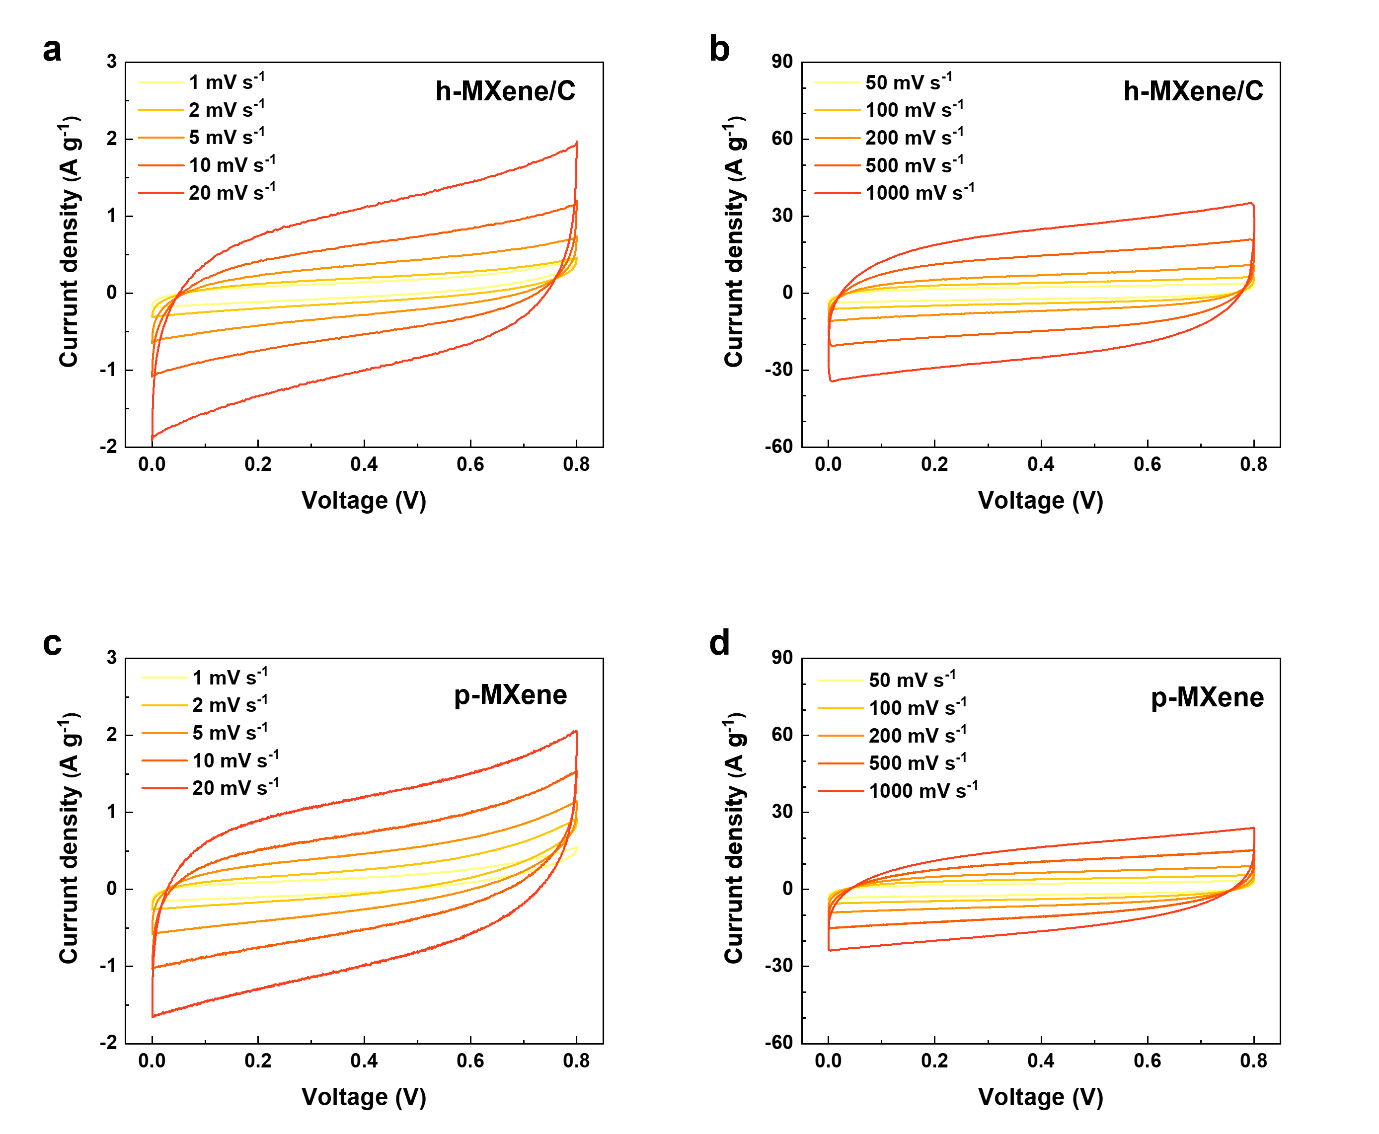 a
h-MXene/C
1 mV s⁻¹
2 mV s⁻¹
5 mV s⁻¹
10 mV s⁻¹
20 mV s⁻¹
Currunt density (A g⁻¹)
3
2
1
0
-1
-2
0.0 0.2 0.4 0.6 0.8
Voltage (V)
b
h-MXene/C
50 mV s⁻¹
100 mV s⁻¹
200 mV s⁻¹
500 mV s⁻¹
1000 mV s⁻¹
Currunt density (A g⁻¹)
90
60
30
0
-30
-60
0.0 0.2 0.4 0.6 0.8
Voltage (V)
c
p-MXene
1 mV s⁻¹
2 mV s⁻¹
5 mV s⁻¹
10 mV s⁻¹
20 mV s⁻¹
Currunt density (A g⁻¹)
3
2
1
0
-1
-2
0.0 0.2 0.4 0.6 0.8
Voltage (V)
d
p-MXene
50 mV s⁻¹
100 mV s⁻¹
200 mV s⁻¹
500 mV s⁻¹
1000 mV s⁻¹
Currunt density (A g⁻¹)
90
60
30
0
-30
-60
0.0 0.2 0.4 0.6 0.8
Voltage (V)